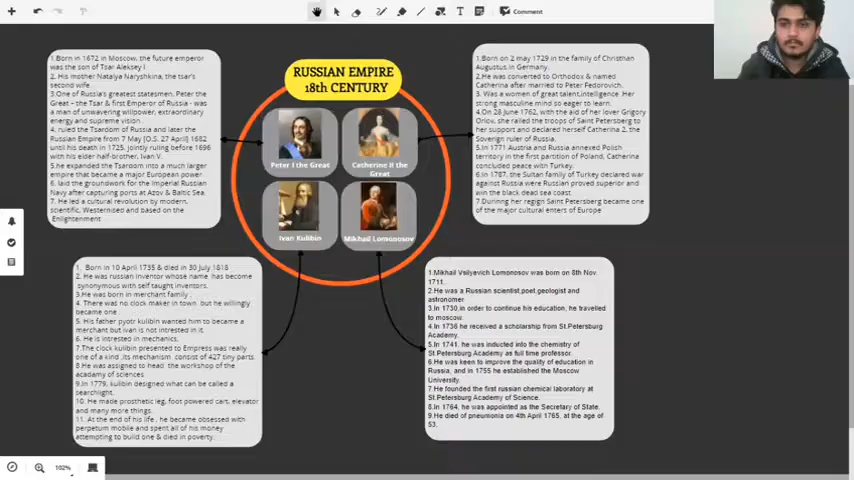 Comment
RUSSIAN EMPIRE
18th CENTURY
Peter I the Great
Catherine II the
Great
Ivan Kulibin
Mikhail Lomonosov
1.Born in 1672 in Moscow, the future emperor
was the son of Tsar Aleksey I
2. His mother Natalya Naryshkina, the tsar's
second wife.
3.One of Russia's greatest statesmen, Peter
the Great - the Tsar & first Emperor of Russia - was
a man of unwavering willpower, extraordinary
energy and supreme vision.
4. ruled the Tsardom of Russia and later the
Russian Empire from 7 May [O.S. 27 April] 1682
until his death in 1725, jointly ruling before 1696
with his elder half-brother, Ivan V.
5.he expanded the Tsardom into a much larger
empire that became a major European power.
6. laid the groundwork for the Imperial Russian
Navy after capturing ports at Azov & Baltic Sea.
7. He led a cultural revolution by modern,
scientific, Westernised and based on the
Enlightenment
1.Born on 2 may 1729 in the family of Christhan
Augustus in Germany.
2.He was converted to Orthodox & named
Catherina after married to Peter Fedorovich.
3. Was a women of great talent,intelligence .Her
strong masculine mind so eager to learn.
4.On 28 June 1762, with the aid of her lover Grigory
Orlov, she rallied the troops of Saint Petersberg to
her support and declared herself Catherina 2, the
Soverign ruler of Russia.
5.In 1771 Austria and Russia annexed Polish
territory in the first partition of Poland, Catherina
concluded peace with Turkey.
6.In 1787, the Sultan family of Turkey declared war
against Russia were Russian proved superior and
win the black dead sea coast.
7.Duriring her regign Saint Petersberg became one
of the major cultural enters of Europe
1. Born in 10 April 1735 & died in 30 July 1818
2. He was russian inventor whose name has become
synonymous with self taught inventors.
3.He was born in merchant family .
4. There was no clock maker in town but he willingly
became one
5. His father pyotr kulibin wanted him to became a
merchant but ivan is not intrested in it.
6. He is intrested in mechanics.
7.The clock kulibin presented to Empress was really
one of a kind .its mechanism consist of 427 tiny parts.
8.He was assigned to head the workshop of the
acadamy of sciences
9.In 1779, kulibin designed what can be called a
searchlight.
10. He made prosthetic leg, foot powered cars, elevator
and many more things.
11. At the end of his life , he became obsessed with
perpetum mobile and spent all of his money
attempting to build one & died in poverty.
1.Mikhail Vsilyevich Lomonosov was born on 8th Nov.
1711.
2.He was a Russian scientist,poet,geologist and
astronomer.
3.In 1730,in order to continue his education, he travelled
to moscow.
4.In 1736 he received a scholarship from St.Petersburg
Academy.
5.In 1741, he was inducted into the chemistry of
St.Petersburg Academy as full time professor.
6.He was keen to improve the quality of education in
Russia, and in 1755 he established the Moscow
University.
7.He founded the first russian chemical laboratory at
St.Petersburg Academy of Science.
8.In 1764, he was appointed as the Secretary of State.
9.He died of pneumonia on 4th April 1765, at the age of
53.
102%